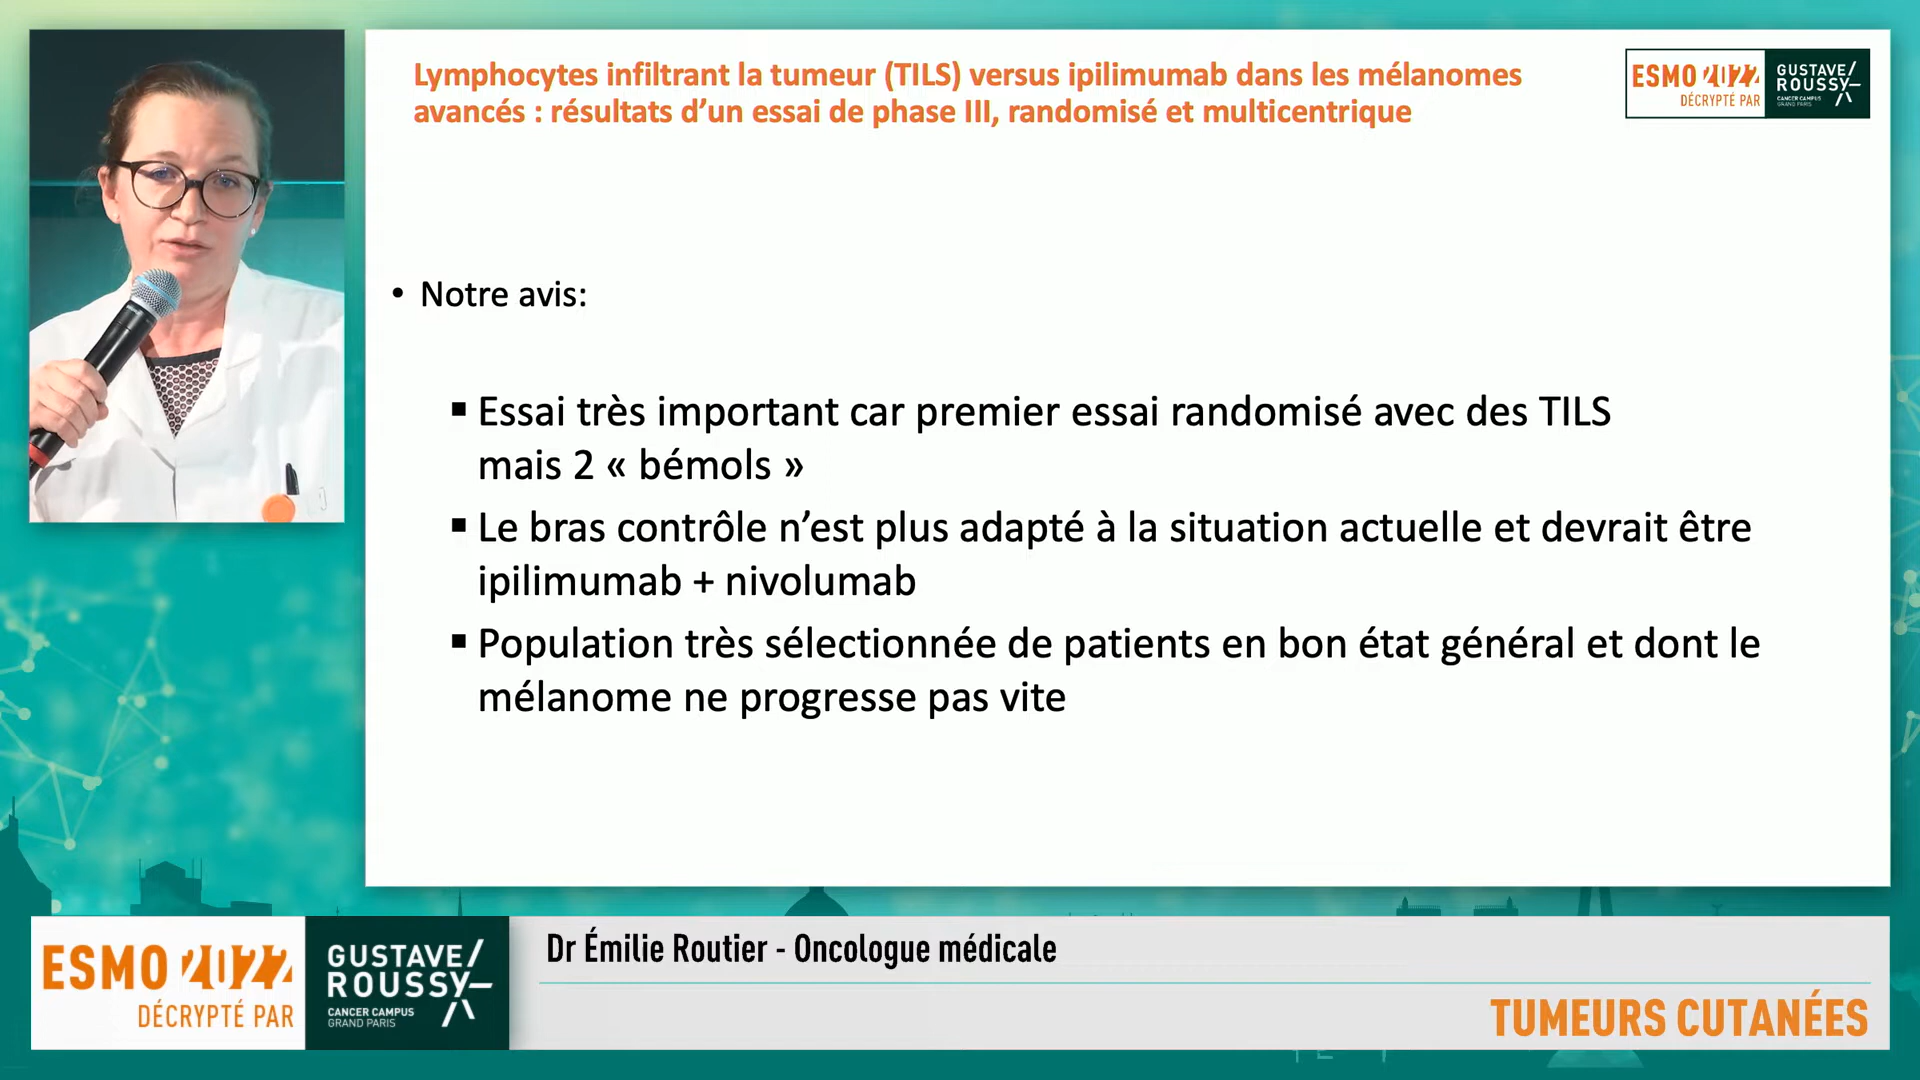 Lymphocytes infiltrant la tumeur (TILS) versus ipilimumab dans les mélanomes
avancés : résultats d’un essai de phase III, randomisé et multicentrique
ESMO 2022
DÉCRYPTÉ PAR
GUSTAVE/
ROUSSY
CANCER CAMPUS
GRAND PARIS
• Notre avis:
▪ Essai très important car premier essai randomisé avec des TILS
mais 2 « bémols »
▪ Le bras contrôle n’est plus adapté à la situation actuelle et devrait être
ipilimumab + nivolumab
▪ Population très sélectionnée de patients en bon état général et dont le
mélanome ne progresse pas vite
ESMO 2022
DÉCRYPTÉ PAR
GUSTAVE/
ROUSSY
CANCER CAMPUS
GRAND PARIS
Dr Émilie Routier - Oncologue médicale
TUMEURS CUTANÉES